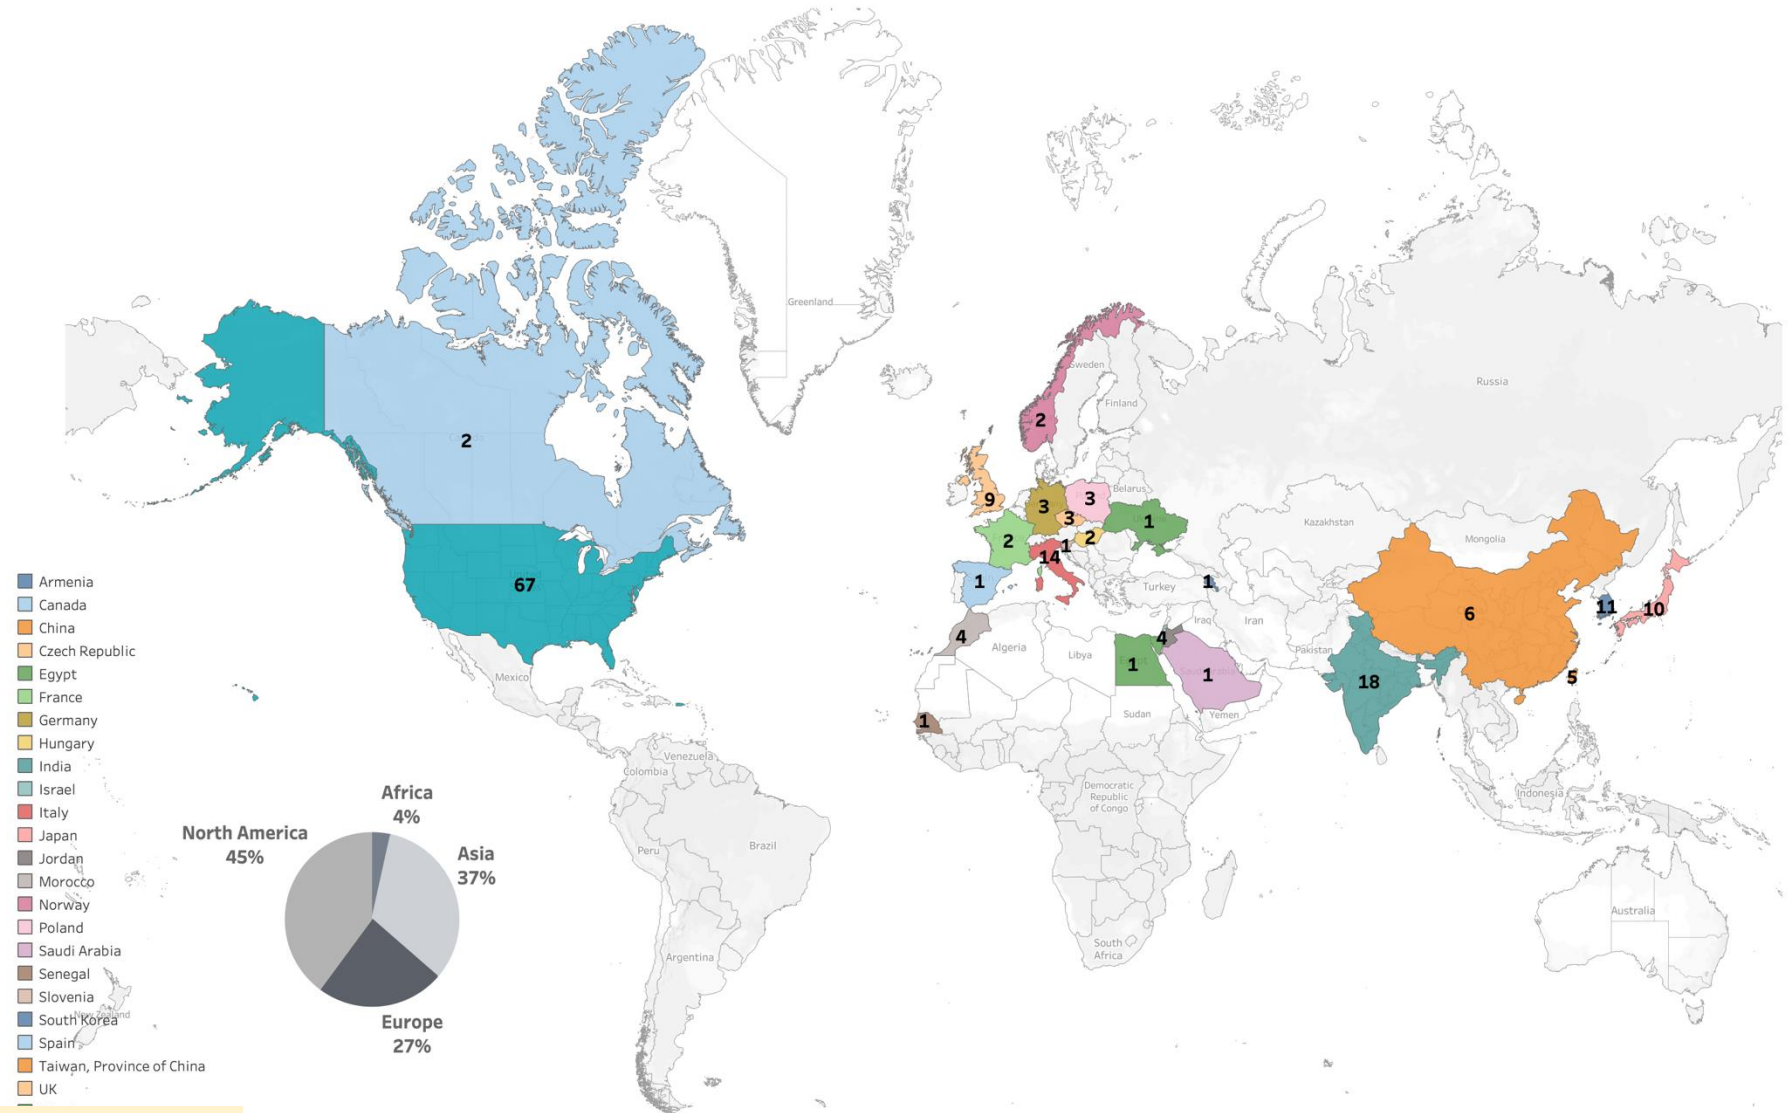 Greenland
Sweden
Finland
Russia
2
2
Belarus
9
3
3
3
1
Kazakhstan
Mongolia
2
1
2
14
67
1
Turkey
1
6
11
10
4
Algeria
Libya
Iraq
Iran
4
Pakistan
1
1
18
5
Mexico
1
Sudan
Yemen
Venezuela
Colombia
Democratic
Republic
of Congo
Indonesia
Peru
Brazil
Australia
South
Africa
Argentina
New Zealand
Armenia
Canada
China
Czech Republic
Egypt
France
Germany
Hungary
India
Israel
Italy
Japan
Jordan
Morocco
Norway
Poland
Saudi Arabia
Senegal
Slovenia
South Korea
Spain
Taiwan, Province of China
UK
Africa
4%
North America
45%
Asia
37%
Europe
27%